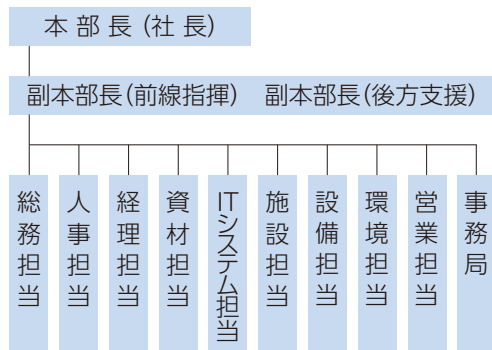 本部長(社長)
副本部長(前線指揮) 副本部長(後方支援)
総務担当
人事担当
経理担当
資材担当
ITシステム担当
施設担当
設備担当
環境担当
営業担当
事務局